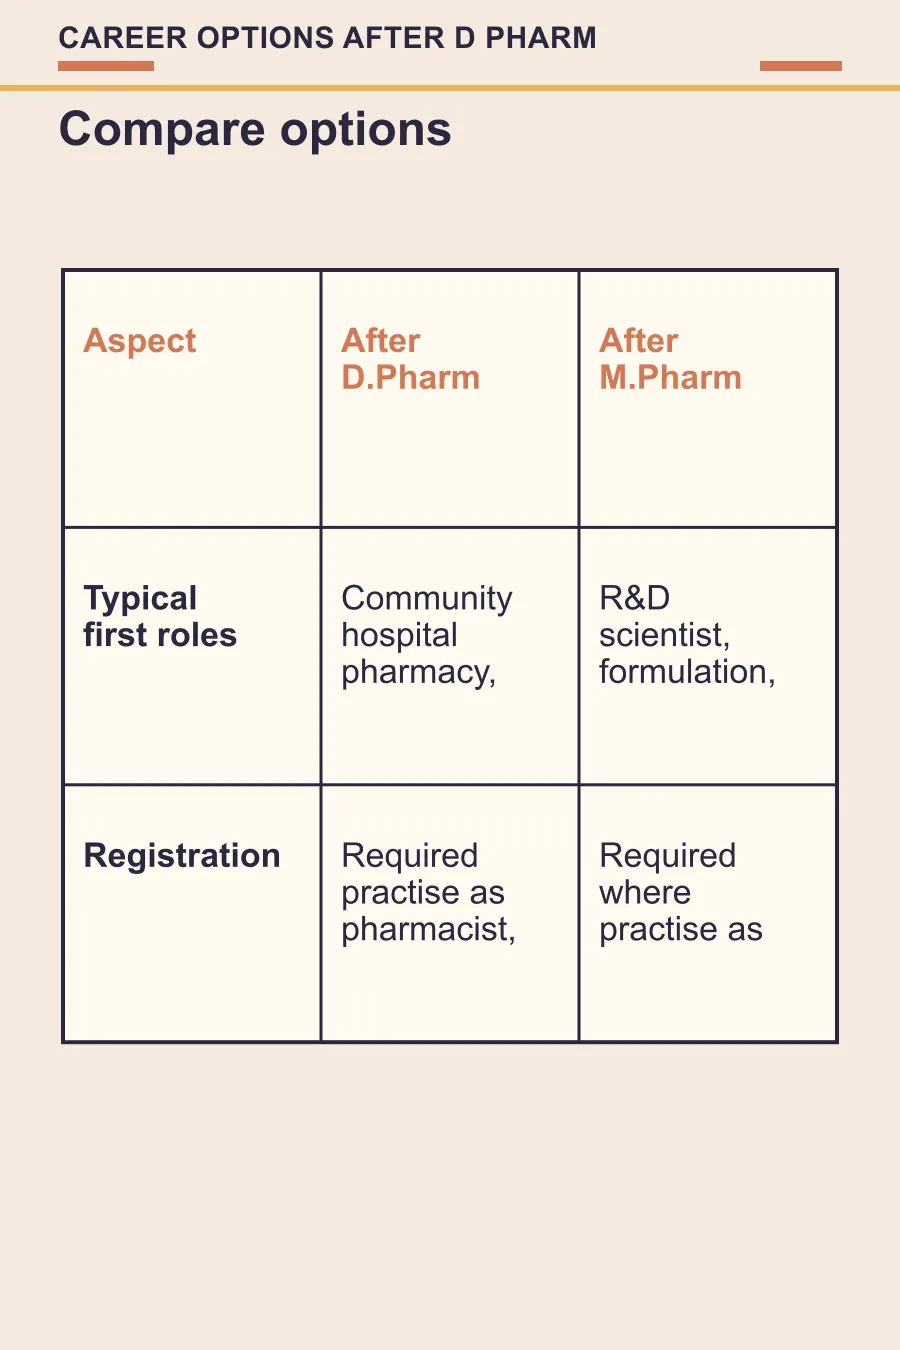 CAREER OPTIONS AFTER D PHARM
Compare options
Aspect
After
D.Pharm
After
M.Pharm
Typical
first roles
Community
hospital
pharmacy,
R&D
scientist,
formulation,
Registration
Required
practise as
pharmacist,
Required
where
practise as